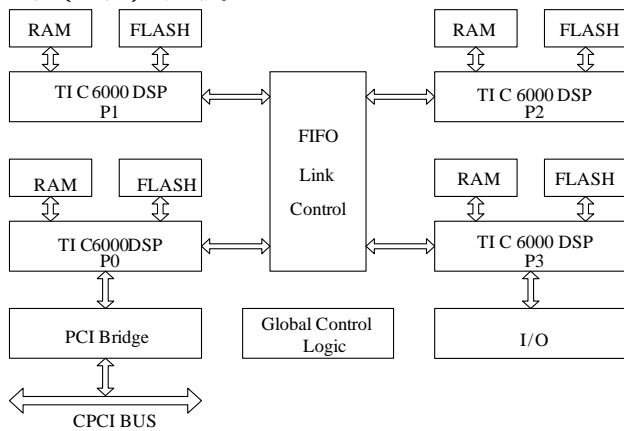 RAM FLASH RAM FLASH
TI C 6000 DSP
P1
TI C 6000 DSP
P2
FIFO
Link
Control
RAM FLASH RAM FLASH
TI C6000DSP
P0
TI C 6000 DSP
P3
PCI Bridge
Global Control
Logic
I/O
CPCI BUS